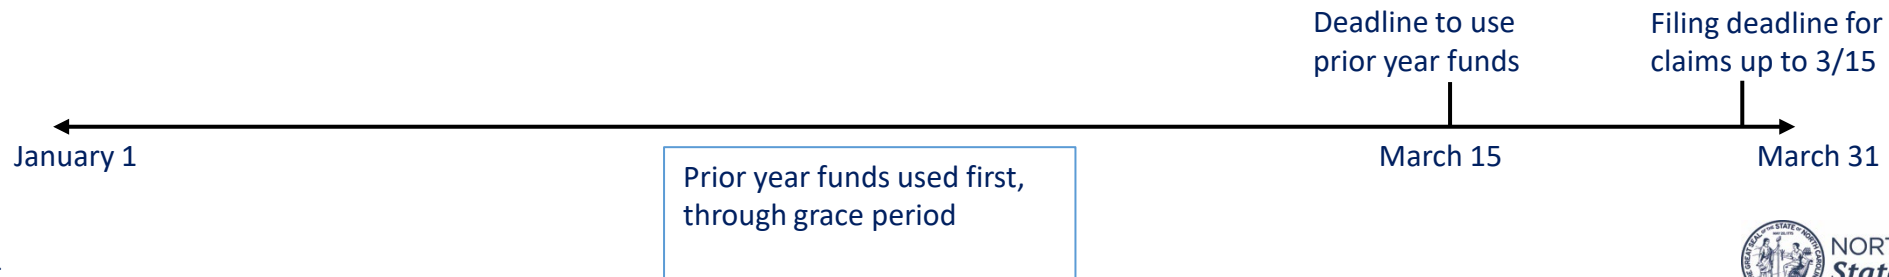 Deadline to use
prior year funds
Filing deadline for
claims up to 3/15
January 1
March 15
March 31
Prior year funds used first,
through grace period